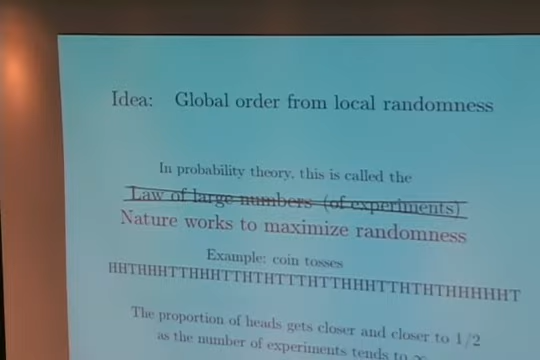 Idea: Global order from local randomness
In probability theory, this is called the
Law of large numbers (of experiments)
Nature works to maximize randomness
Example: coin tosses
HHTHHHTTHHHTTHTHTTTHTTHHHTTHTHTHHHHHT
The proportion of heads gets closer and closer to 1/2
as the number of experiments tends to ∞